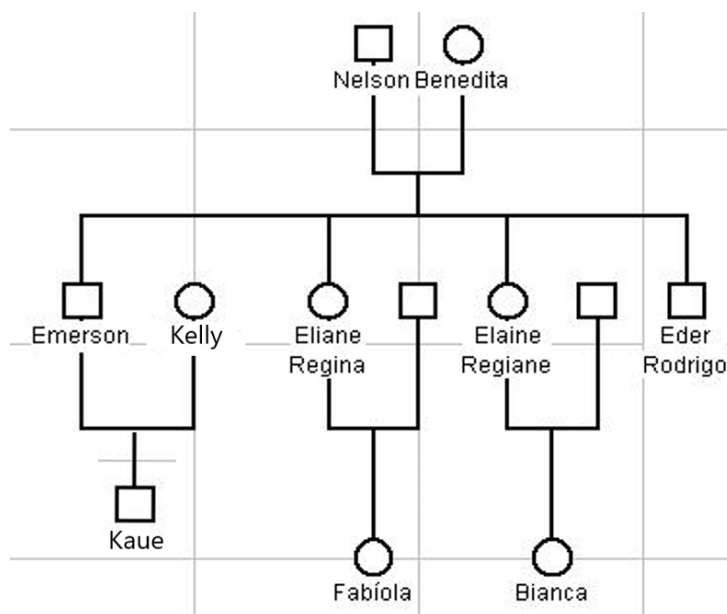 Nelson Benedita
Emerson Kelly Eliane Elaine Eder
Regina Regiane Rodrigo
Kaue
Fabíola Bianca